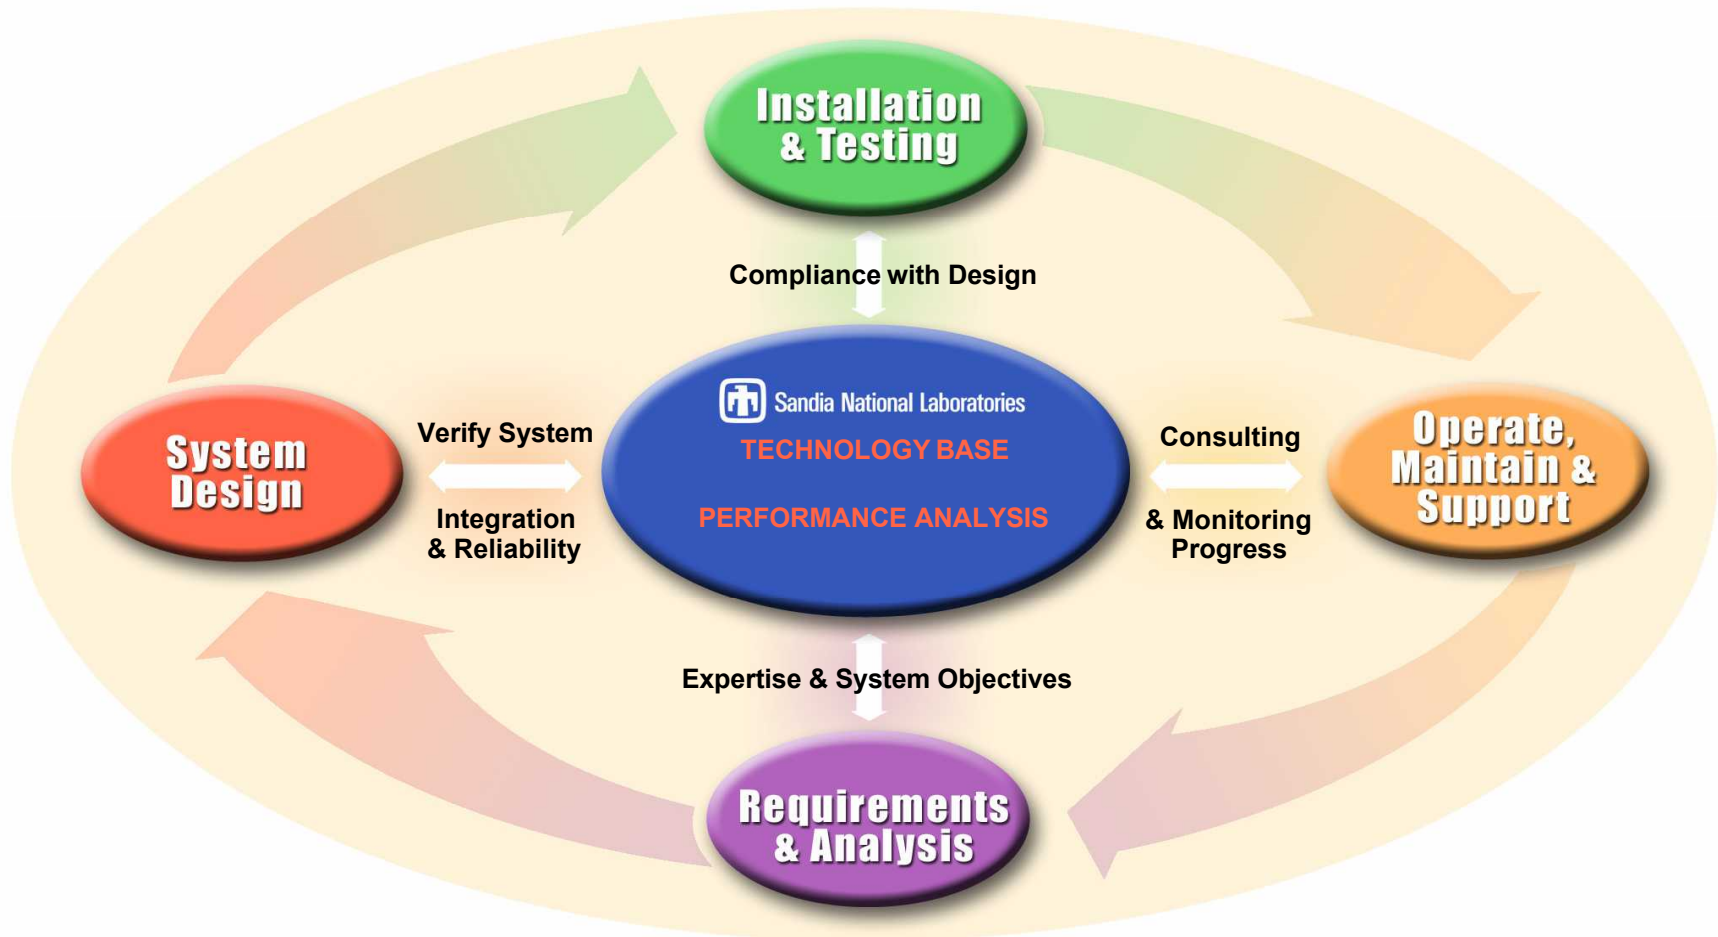 Installation
& Testing
Compliance with Design
Sandia National Laboratories
TECHNOLOGY BASE
PERFORMANCE ANALYSIS
System
Design
Verify System
Integration
& Reliability
Consulting
& Monitoring
Progress
Operate,
Maintain &
Support
Expertise & System Objectives
Requirements
& Analysis